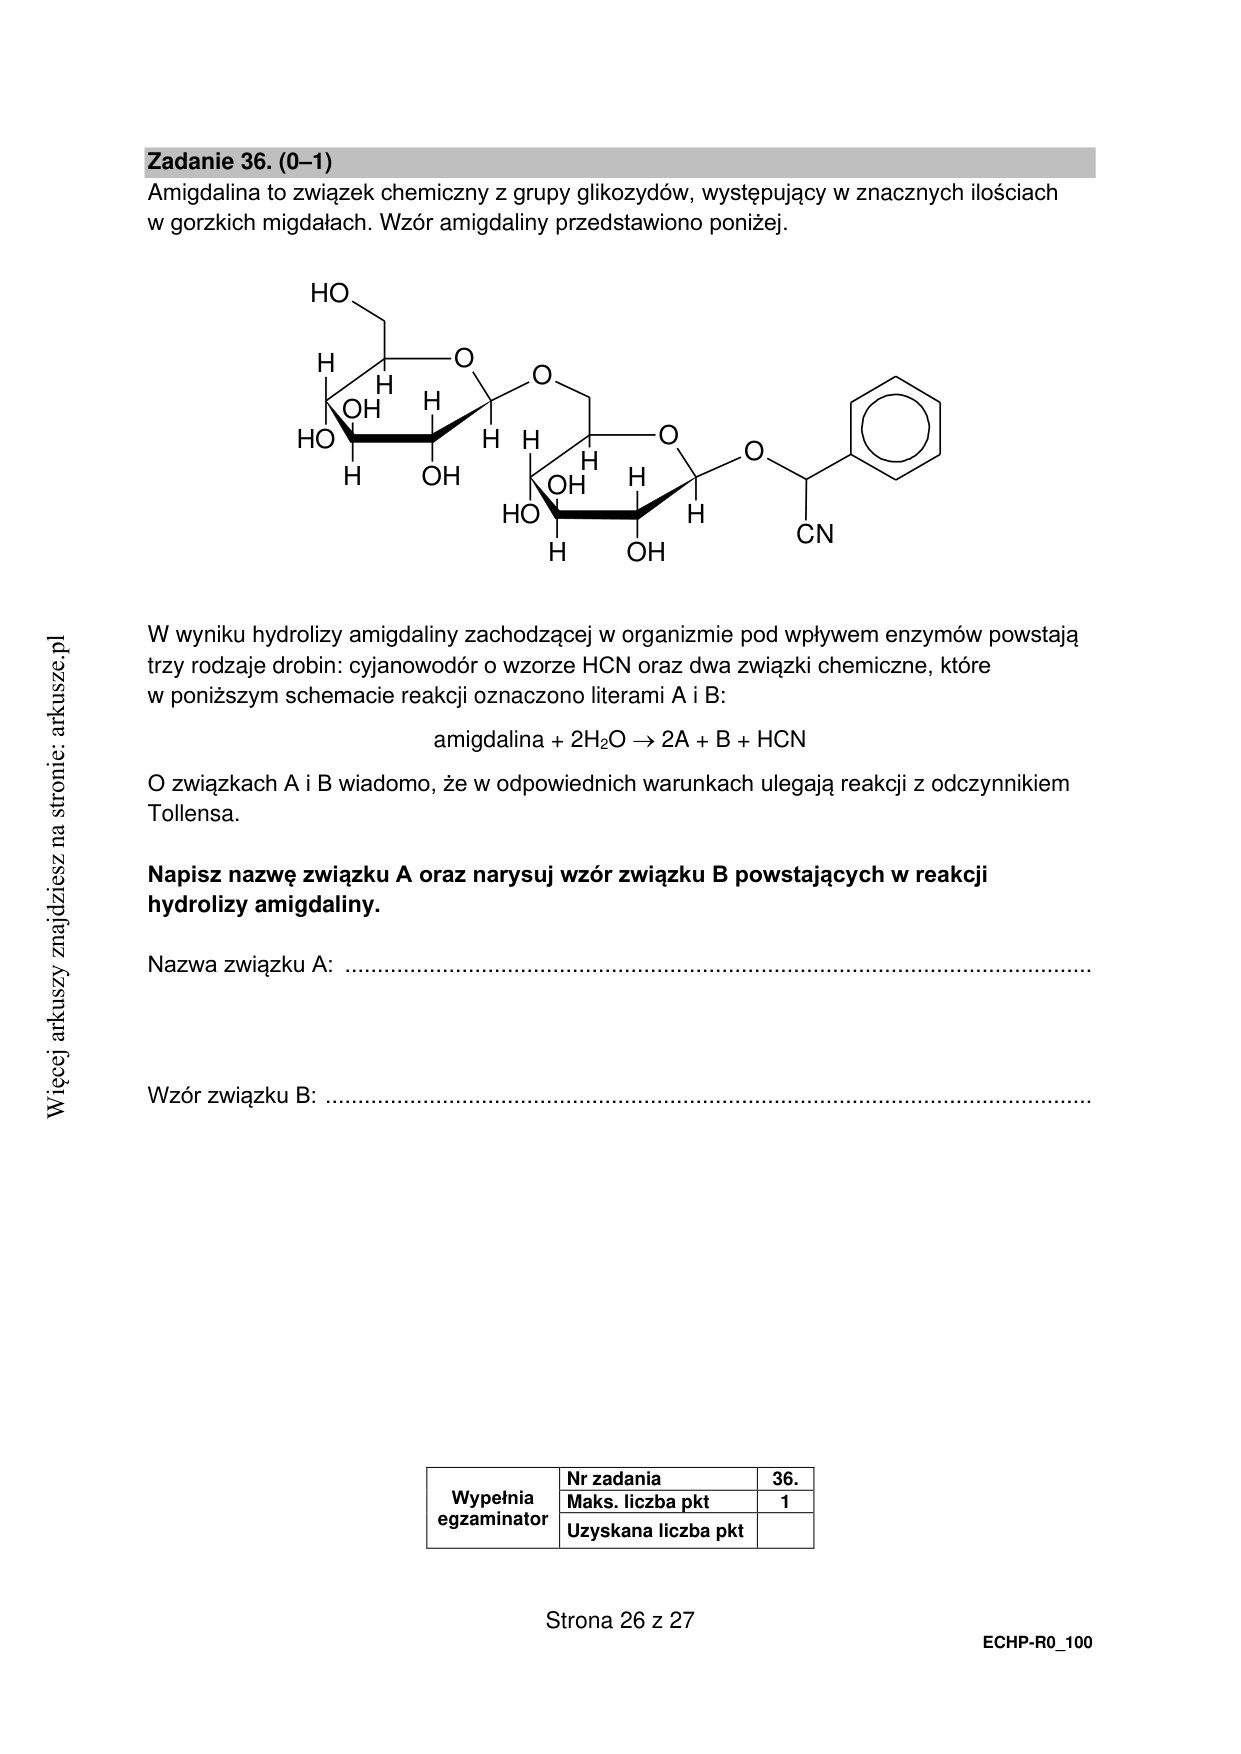 Zadanie 36. (0–1)
Amigdalina to związek chemiczny z grupy glikozydów, występujący w znacznych ilościach
w gorzkich migdałach. Wzór amigdaliny przedstawiono poniżej.
HO
H
O
H
OH
H
HO
H
OH
H
O
H
O
H
OH
H
HO
H
OH
H
O
CN
W wyniku hydrolizy amigdaliny zachodzącej w organizmie pod wpływem enzymów powstają
trzy rodzaje drobin: cyjanowodór o wzorze HCN oraz dwa związki chemiczne, które
w poniższym schemacie reakcji oznaczono literami A i B:
amigdalina + 2H₂O → 2A + B + HCN
O związkach A i B wiadomo, że w odpowiednich warunkach ulegają reakcji z odczynnikiem
Tollensa.
Napisz nazwę związku A oraz narysuj wzór związku B powstających w reakcji
hydrolizy amigdaliny.
Nazwa związku A: ....................................................................................................................
Wzór związku B: .......................................................................................................................
Wypełnia
egzaminator
Nr zadania 36.
Maks. liczba pkt 1
Uzyskana liczba pkt
Strona 26 z 27
ECHP-R0_100
Więcej arkuszy znajdziesz na stronie: arkusze.pl